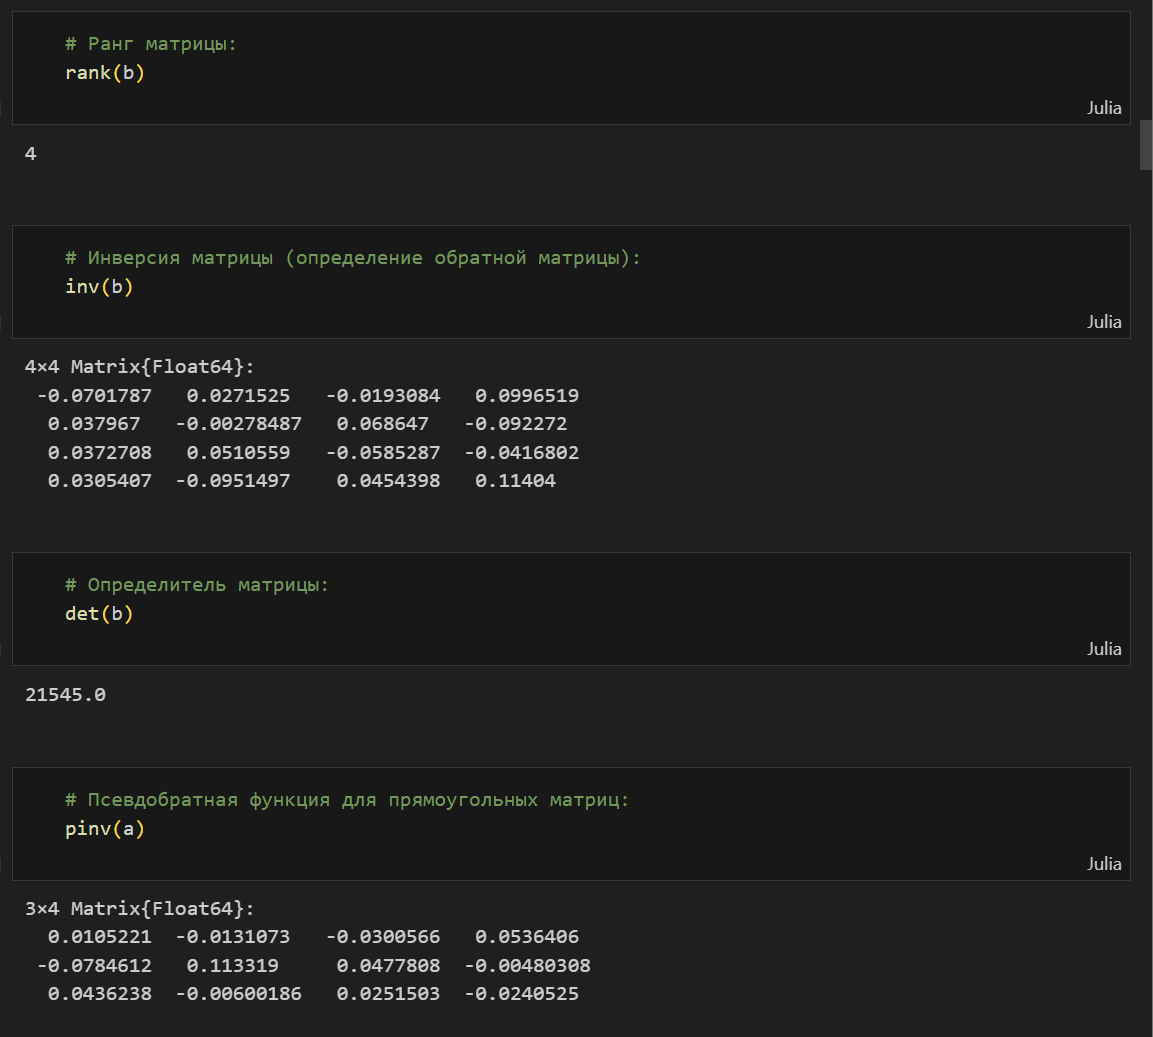 # Ранг матрицы:
rank(b)
Julia
4
# Инверсия матрицы (определение обратной матрицы):
inv(b)
Julia
4×4 Matrix{Float64}:
-0.0701787 0.0271525 -0.0193084 0.0996519
0.037967 -0.00278487 0.068647 -0.092272
0.0372708 0.0510559 -0.0585287 -0.0416802
0.0305407 -0.0951497 0.0454398 0.11404
# Определитель матрицы:
det(b)
Julia
21545.0
# Псевдобратная функция для прямоугольных матриц:
pinv(a)
Julia
3×4 Matrix{Float64}:
0.0105221 -0.0131073 -0.0300566 0.0536406
-0.0784612 0.113319 0.0477808 -0.00480308
0.0436238 -0.00600186 0.0251503 -0.0240525